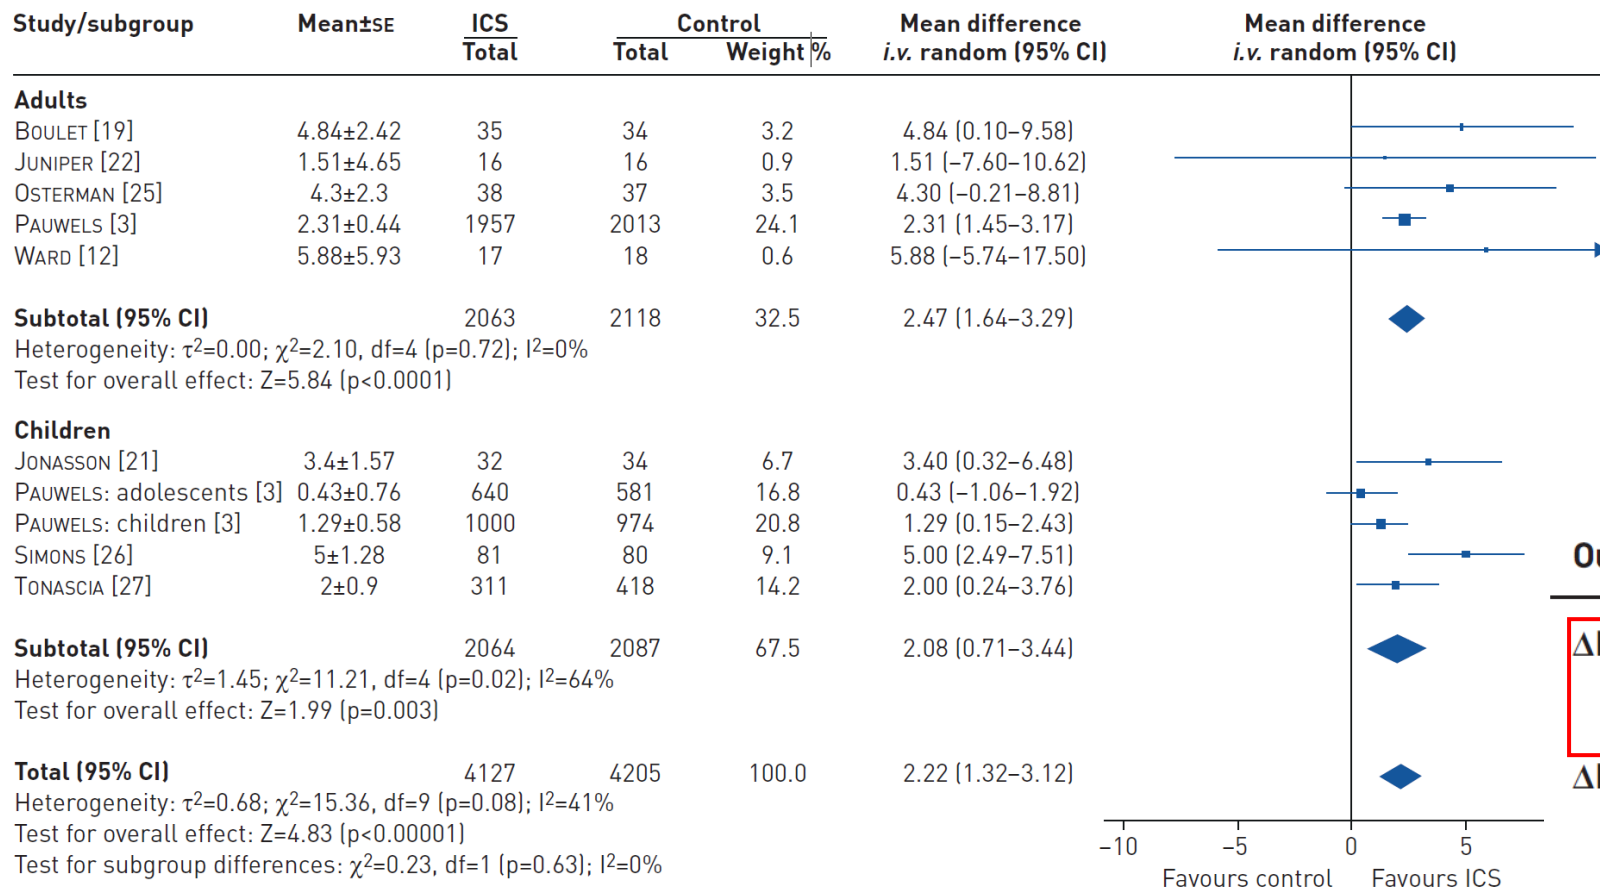 Study/subgroup Mean±SE ICS Control Mean difference Mean difference
Total Total Weight % i.v. random (95% CI) i.v. random (95% CI)
Adults
BOULET [19] 4.84±2.42 35 34 3.2 4.84 (0.10–9.58)
JUNIPER [22] 1.51±4.65 16 16 0.9 1.51 (−7.60–10.62)
OSTERMAN [25] 4.3±2.3 38 37 3.5 4.30 (−0.21–8.81)
PAUWELS [3] 2.31±0.44 1957 2013 24.1 2.31 (1.45–3.17)
WARD [12] 5.88±5.93 17 18 0.6 5.88 (−5.74–17.50)
Subtotal (95% CI) 2063 2118 32.5 2.47 (1.64–3.29)
Heterogeneity: τ2=0.00; χ2=2.10, df=4 (p=0.72); I2=0%
Test for overall effect: Z=5.84 (p<0.0001)
Children
JONASSON [21] 3.4±1.57 32 34 6.7 3.40 (0.32–6.48)
PAUWELS: adolescents [3] 0.43±0.76 640 581 16.8 0.43 (−1.06–1.92)
PAUWELS: children [3] 1.29±0.58 1000 974 20.8 1.29 (0.15–2.43)
SIMONS [26] 5±1.28 81 80 9.1 5.00 (2.49–7.51)
TONASCIA [27] 2±0.9 311 418 14.2 2.00 (0.24–3.76)
Subtotal (95% CI) 2064 2087 67.5 2.08 (0.71–3.44)
Heterogeneity: τ2=1.45; χ2=11.21, df=4 (p=0.02); I2=64%
Test for overall effect: Z=1.99 (p=0.003)
Total (95% CI) 4127 4205 100.0 2.22 (1.32–3.12)
Heterogeneity: τ2=0.68; χ2=15.36, df=9 (p=0.08); I2=41%
Test for overall effect: Z=4.83 (p<0.00001)
Test for subgroup differences: χ2=0.23, df=1 (p=0.63); I2=0%
−10 −5 0 5
Favours control Favours ICS